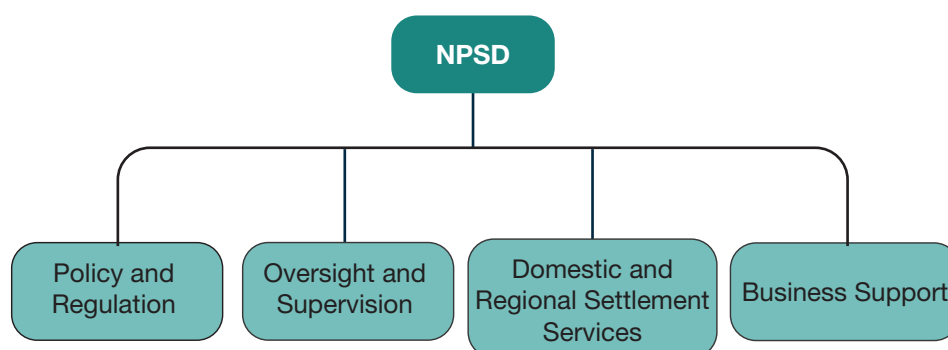 NPSD
Policy and
Regulation
Oversight and
Supervision
Domestic and
Regional Settlement
Services
Business Support